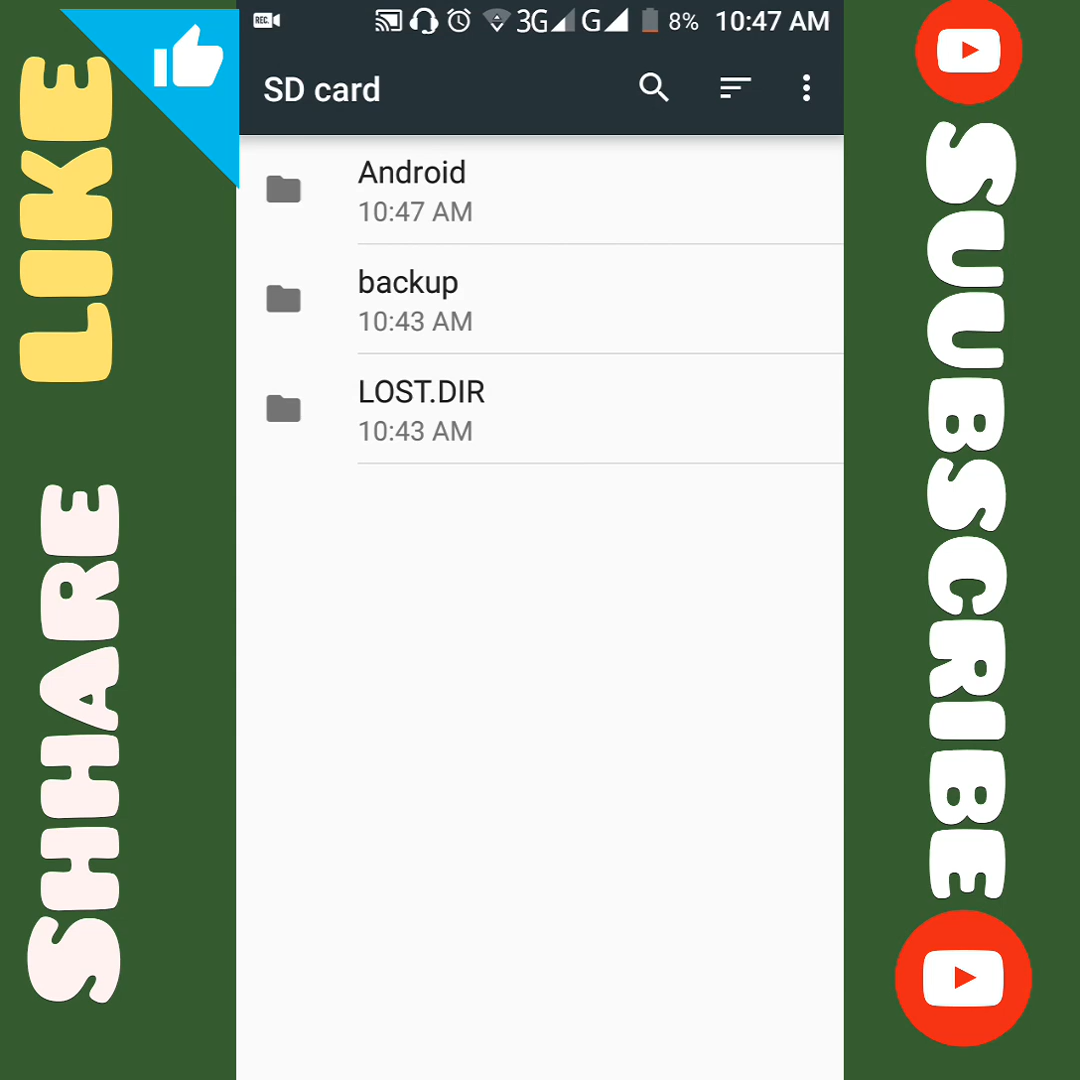 LIKE
SHHARE
REC 3G G 8% 10:47 AM
SD card
Android
10:47 AM
backup
10:43 AM
LOST.DIR
10:43 AM
SUUBSCRIBE